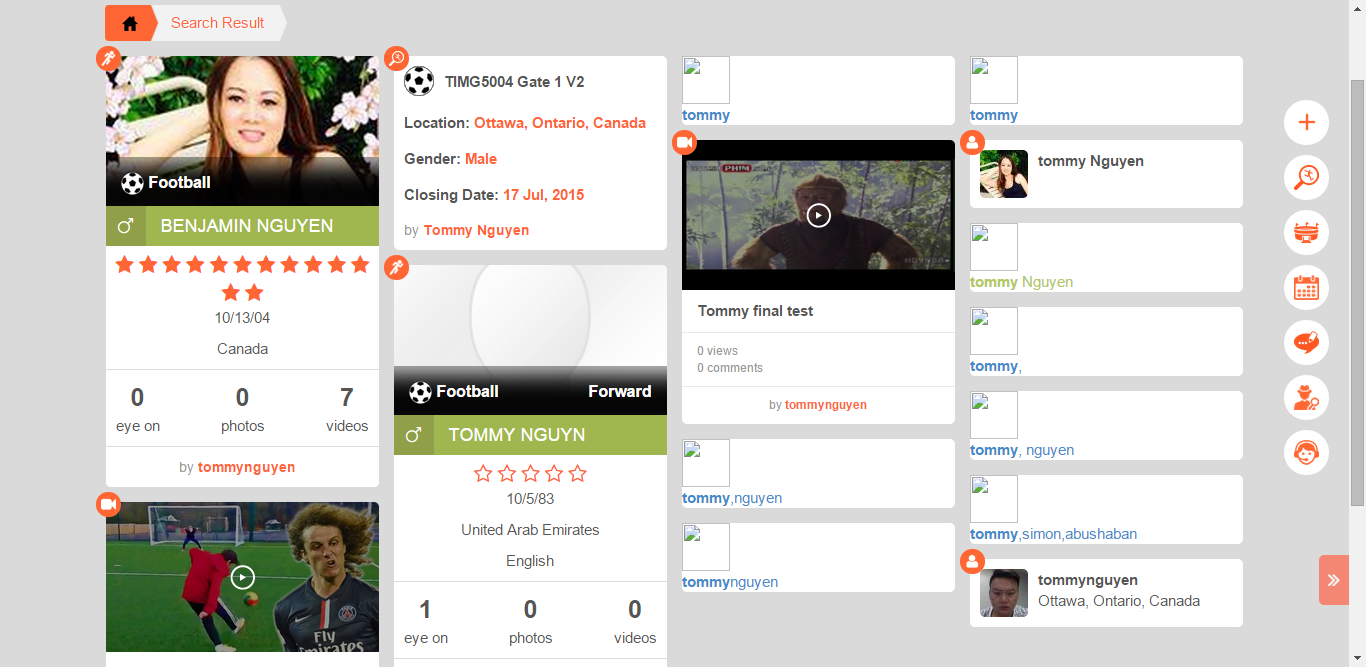 Search Result
Football
BENJAMIN NGUYEN
10/13/04
Canada
0 0 7
eye on photos videos
by tommynguyen
FLY
Emirates
TIMG5004 Gate 1 V2
Location: Ottawa, Ontario, Canada
Gender: Male
Closing Date: 17 Jul, 2015
by Tommy Nguyen
Football Forward
TOMMY NGUYN
10/5/83
United Arab Emirates
English
1 0 0
eye on photos videos
tommy
PHIM
Tommy final test
0 views
0 comments
by tommynguyen
tommy,nguyen
tommynguyen
tommy
tommy Nguyen
tommy Nguyen
tommy,
tommy, nguyen
tommy,simon,abushaban
tommynguyen
Ottawa, Ontario, Canada